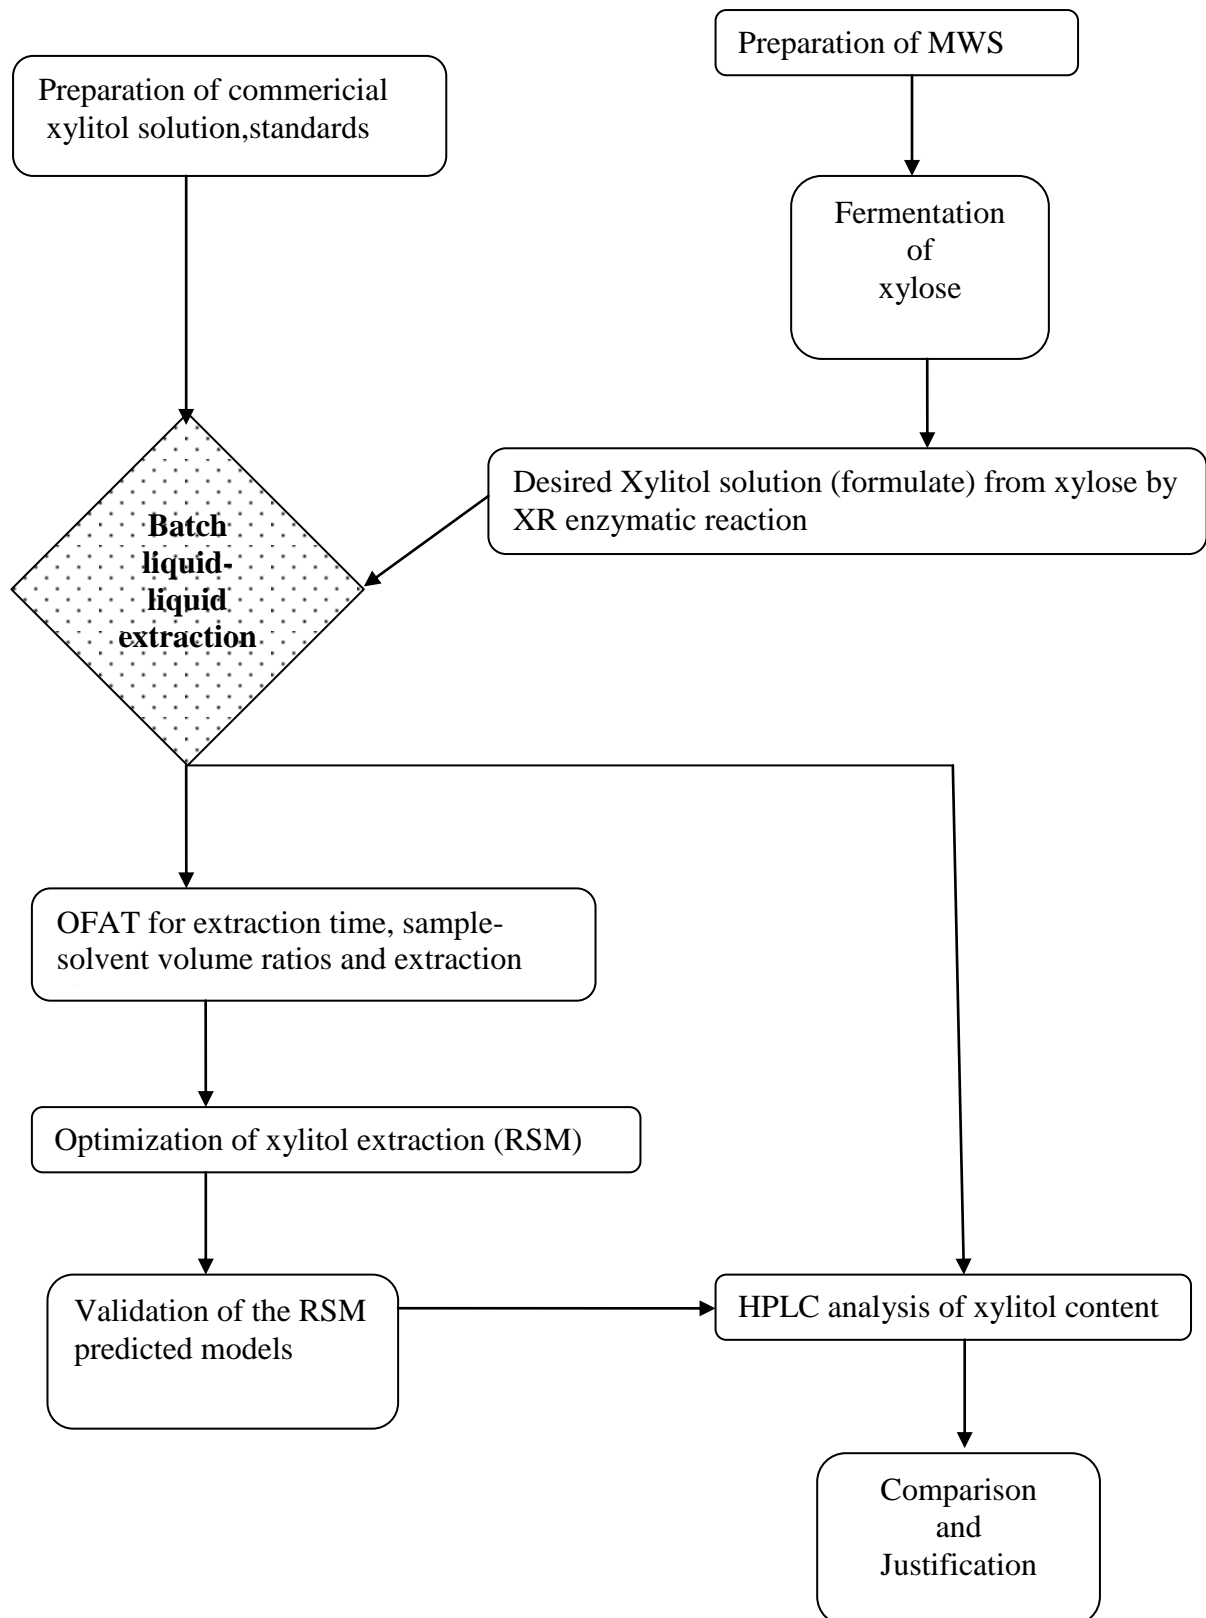 Preparation of MWS
Preparation of commericial
xylitol solution,standards
Fermentation
of
xylose
Desired Xylitol solution (formulate) from xylose by
XR enzymatic reaction
Batch
liquid-
liquid
extraction
OFAT for extraction time, sample-
solvent volume ratios and extraction
Optimization of xylitol extraction (RSM)
Validation of the RSM
predicted models
HPLC analysis of xylitol content
Comparison
and
Justification